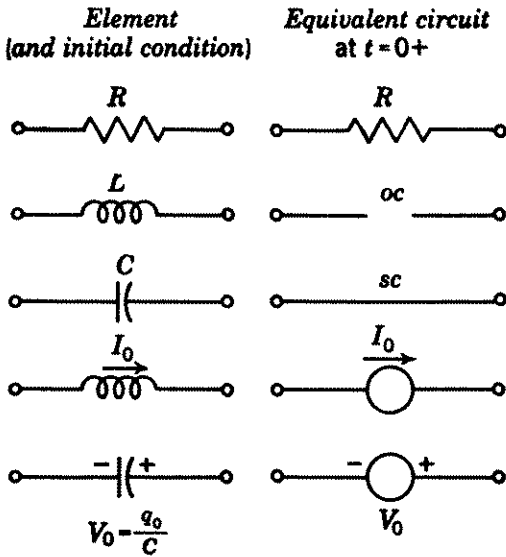 Element
(and initial condition)
Equivalent circuit
at t = 0+
R
R
L
oc
C
sc
I₀
I₀
- +
- +
V₀ = q₀/C
V₀